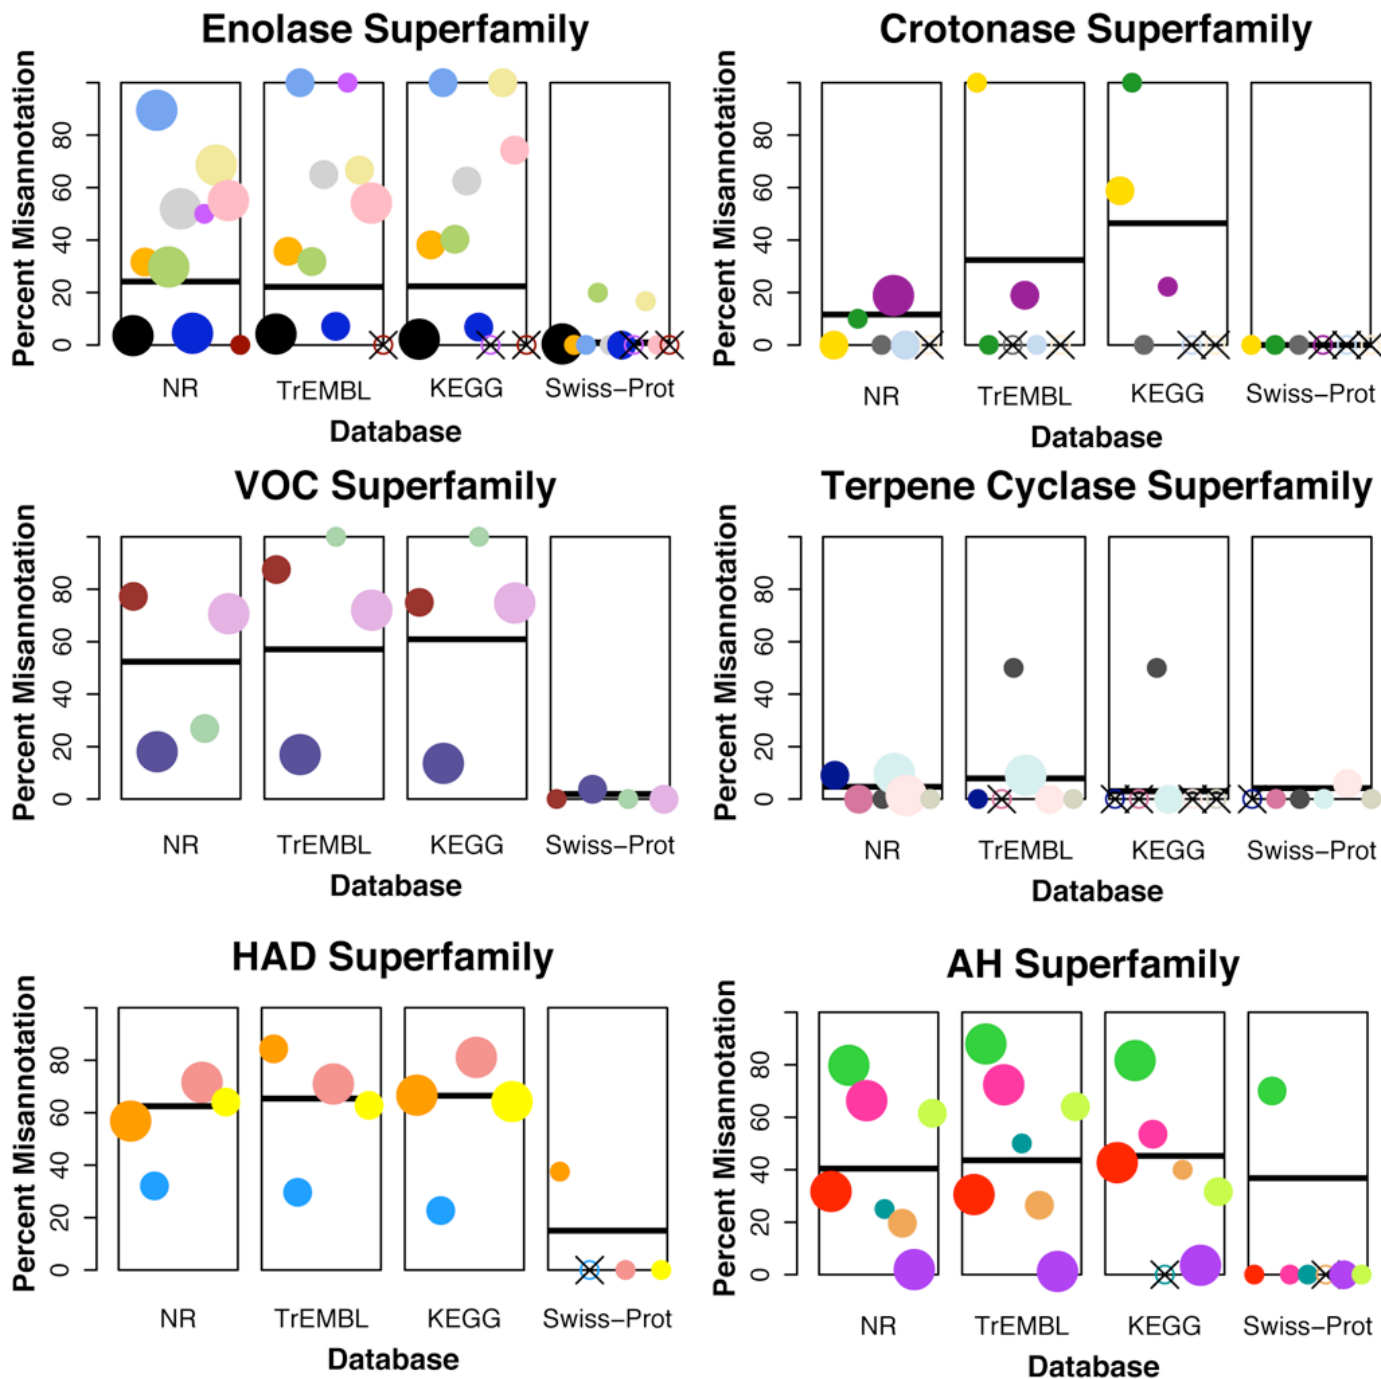 Enolase Superfamily
Percent Misannotation
0 20 40 60 80
NR TrEMBL KEGG Swiss–Prot
Database
Crotonase Superfamily
Percent Misannotation
0 20 40 60 80
NR TrEMBL KEGG Swiss–Prot
Database
VOC Superfamily
Percent Misannotation
0 20 40 60 80
NR TrEMBL KEGG Swiss–Prot
Database
Terpene Cyclase Superfamily
Percent Misannotation
0 20 40 60 80
NR TrEMBL KEGG Swiss–Prot
Database
HAD Superfamily
Percent Misannotation
0 20 40 60 80
NR TrEMBL KEGG Swiss–Prot
Database
AH Superfamily
Percent Misannotation
0 20 40 60 80
NR TrEMBL KEGG Swiss–Prot
Database